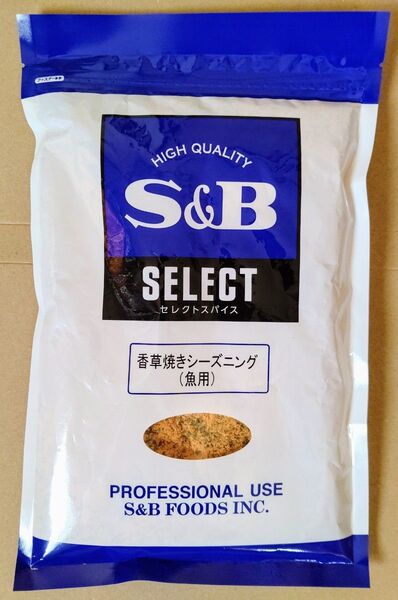 HIGH QUALITY
S&B
SELECT
セレクトスパイス
香草焼きシーズニング
(魚用)
PROFESSIONAL USE
S&B FOODS INC.